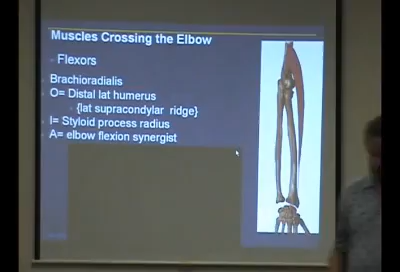 Muscles Crossing the Elbow
- Flexors
Brachioradialis
O= Distal lat humerus
- {lat supracondylar ridge}
I= Styloid process radius
A= elbow flexion synergist